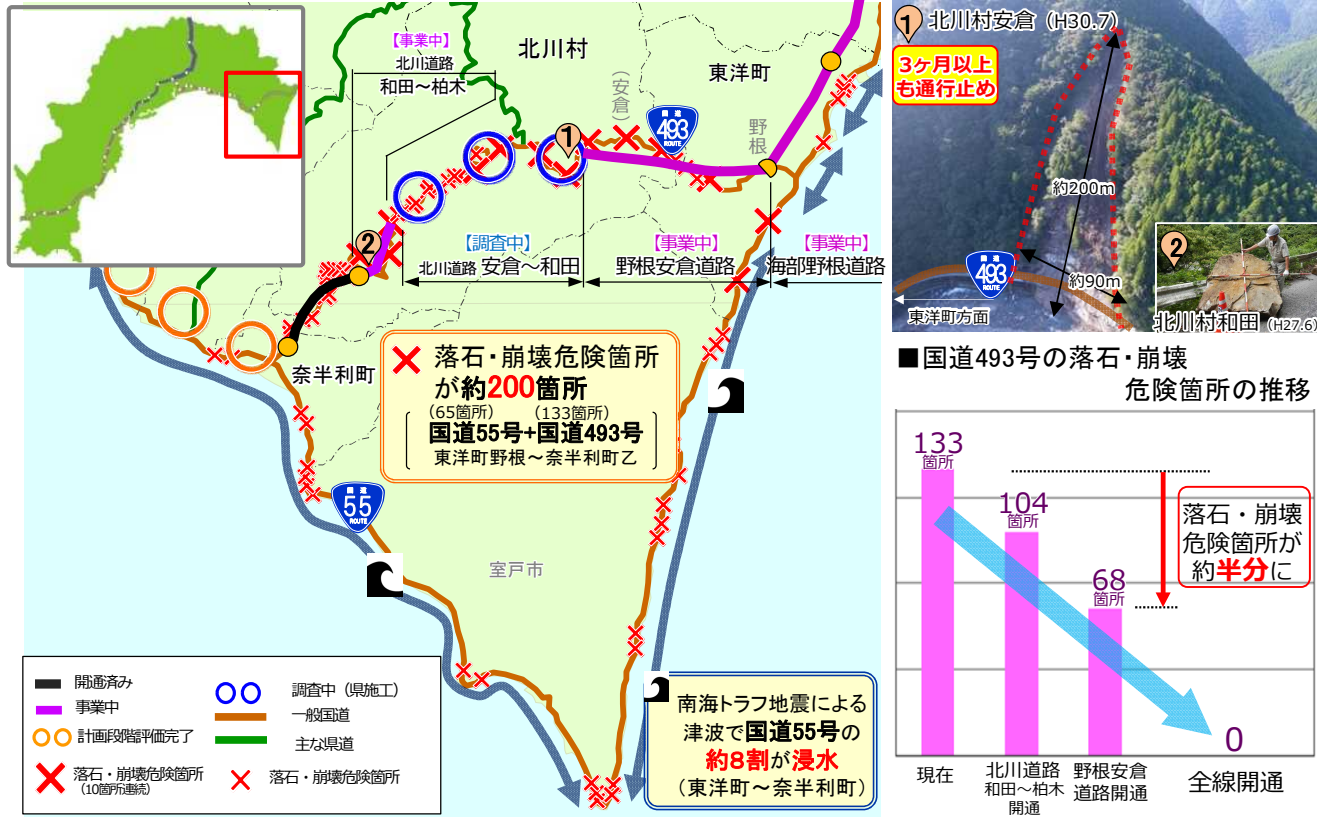 【事業中】
北川道路
和田～柏木
北川村
東洋町
(安倉)
国道
493
ROUTE
野根
1
2
【調査中】
北川道路 安倉～和田
【事業中】
野根安倉道路
【事業中】
海部野根道路
奈半利町
落石・崩壊危険箇所
が約200箇所
(65箇所) (133箇所)
国道55号+国道493号
東洋町野根～奈半利町乙
国道
55
ROUTE
室戸市
南海トラフ地震による
津波で国道55号の
約8割が浸水
(東洋町～奈半利町)
開通済み
事業中
計画段階評価完了
落石・崩壊危険箇所
(10箇所連続)
調査中（県施工）
一般国道
主な県道
落石・崩壊危険箇所
1 北川村安倉（H30.7）
3ヶ月以上
も通行止め
約200m
約90m
国道
493
ROUTE
東洋町方面
2
北川村和田 (H27.6)
■国道493号の落石・崩壊
危険箇所の推移
133
箇所
104
箇所
68
箇所
0
落石・崩壊
危険箇所が
約半分に
現在
北川道路
和田～柏木
開通
野根安倉
道路開通
全線開通